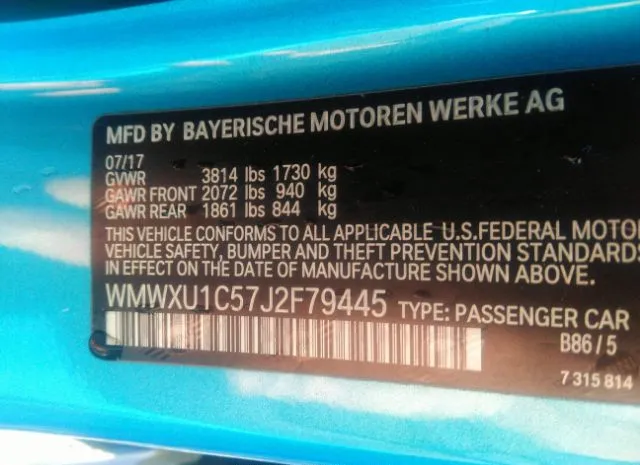 MFD BY BAYERISCHE MOTOREN WERKE AG
07/17
GVWR 3814 lbs 1730 kg
GAWR FRONT 2072 lbs 940 kg
GAWR REAR 1861 lbs 844 kg
THIS VEHICLE CONFORMS TO ALL APPLICABLE U.S.FEDERAL MOTOR
VEHICLE SAFETY, BUMPER AND THEFT PREVENTION STANDARDS
IN EFFECT ON THE DATE OF MANUFACTURE SHOWN ABOVE.
WMWXU1C57J2F79445 TYPE: PASSENGER CAR
B86/5
7 315 814